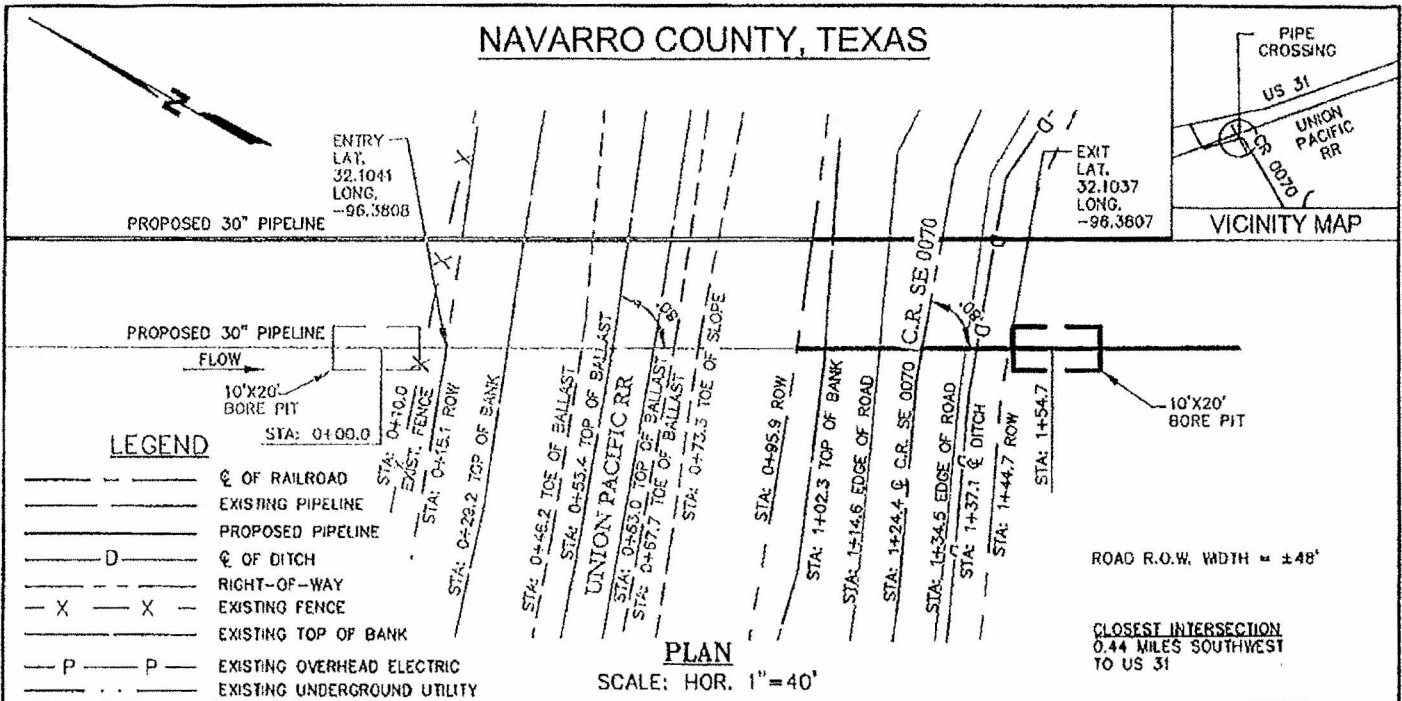 NAVARRO COUNTY, TEXAS
PIPE
CROSSING
US 31
UNION
PACIFIC
RR
CR 0070
VICINITY MAP
N
ENTRY
LAT.
32.1041
LONG.
-96.3808
EXIT
LAT.
32.1037
LONG.
-96.3807
PROPOSED 30" PIPELINE
PROPOSED 30" PIPELINE
FLOW
10'X20'
BORE PIT
STA: 0+00.0
STA: 0+10.0
EXIST. FENCE
STA: 0+15.1 ROW
STA: 0+29.2 TOP OF BANK
STA: 0+46.2 TOE OF BALLAST
STA: 0+53.4 TOP OF BALLAST
UNION PACIFIC RR
STA: 0+63.0 TOP OF BALLAST
STA: 0+67.7 TOE OF BALLAST
STA: 0+73.3 TOE OF SLOPE
80°
STA: 0+95.9 ROW
STA: 1+02.3 TOP OF BANK
STA: 1+14.6 EDGE OF ROAD
STA: 1+24.4 ℄ C.R. SE 0070
C.R. SE 0070
STA: 1+34.5 EDGE OF ROAD
STA: 1+37.1 ℄ DITCH
STA: 1+44.7 ROW
80°
D
D
D
X
X
X
STA: 1+54.7
10'X20'
BORE PIT
LEGEND
℄ OF RAILROAD
EXISTING PIPELINE
PROPOSED PIPELINE
D ℄ OF DITCH
RIGHT-OF-WAY
X X EXISTING FENCE
EXISTING TOP OF BANK
P P EXISTING OVERHEAD ELECTRIC
EXISTING UNDERGROUND UTILITY
PLAN
SCALE: HOR. 1"=40'
ROAD R.O.W. WIDTH = ±48'
CLOSEST INTERSECTION
0.44 MILES SOUTHWEST
TO US 31